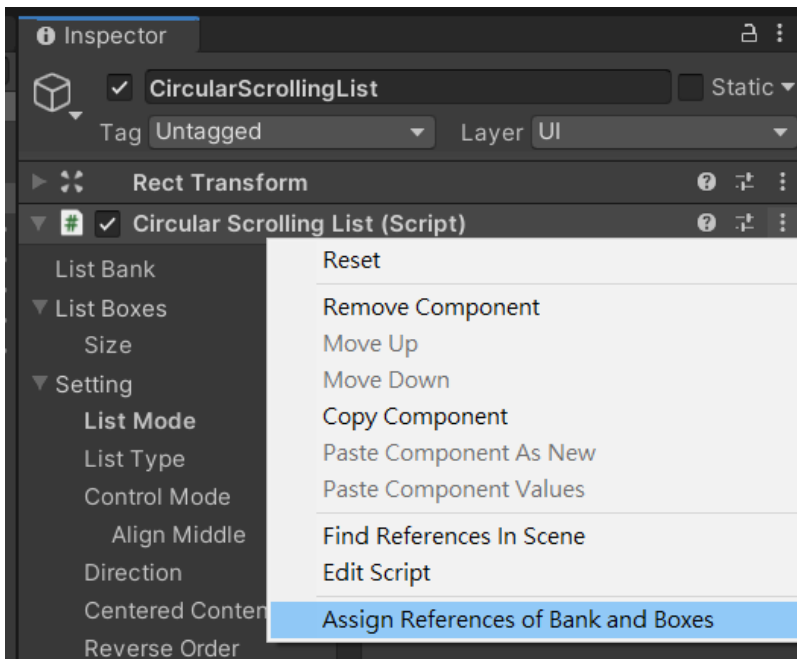 Inspector
CircularScrollingList
Static
Tag Untagged Layer UI
Rect Transform
# Circular Scrolling List (Script)
List Bank
List Boxes
Size
Setting
List Mode
List Type
Control Mode
Align Middle
Direction
Centered Conten
Reverse Order
Reset
Remove Component
Move Up
Move Down
Copy Component
Paste Component As New
Paste Component Values
Find References In Scene
Edit Script
Assign References of Bank and Boxes